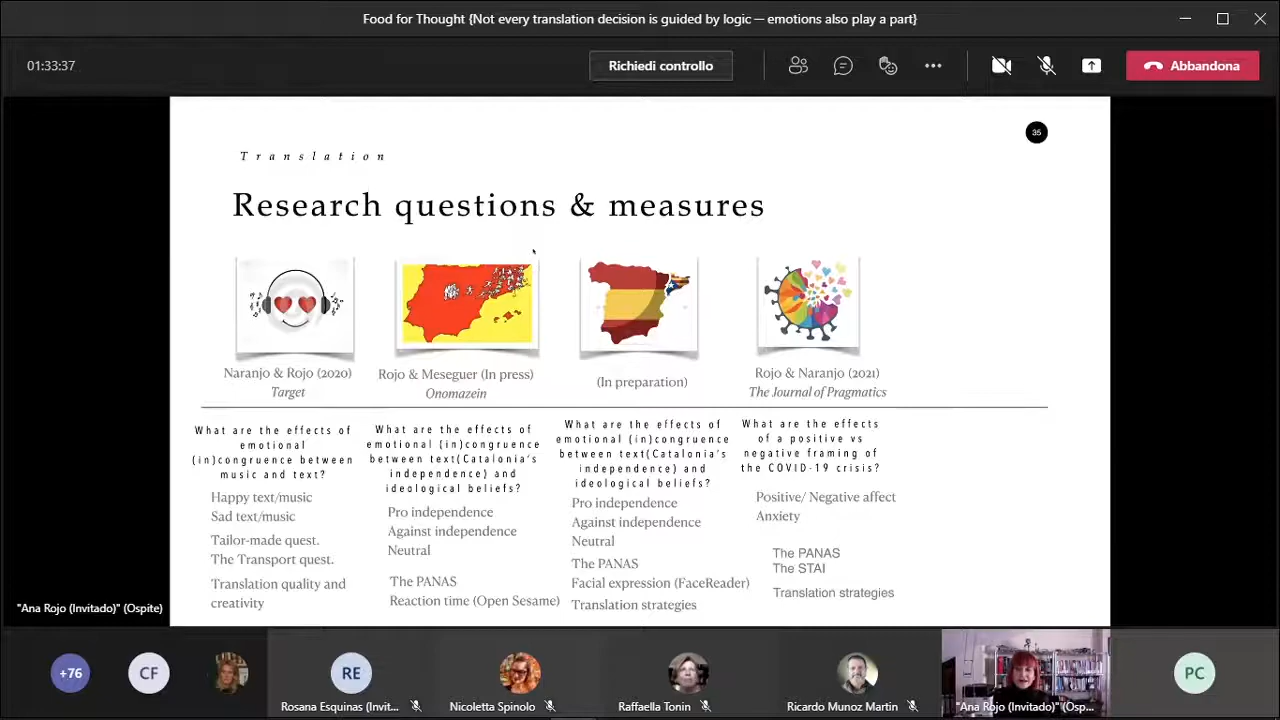 Food for Thought {Not every translation decision is guided by logic — emotions also play a part}
01:33:37
Richiedi controllo
Abbandona
35
Translation
Research questions & measures
Naranjo & Rojo (2020)
Target
Rojo & Meseguer (In press)
Onomazein
(In preparation)
Rojo & Naranjo (2021)
The Journal of Pragmatics
What are the effects of
emotional
(in)congruence between
music and text?
Happy text/music
Sad text/music
Tailor-made quest.
The Transport quest.
Translation quality and
creativity
What are the effects of
emotional (in)congruence
between text(Catalonia's
independence) and
ideological beliefs?
Pro independence
Against independence
Neutral
The PANAS
Reaction time (Open Sesame)
What are the effects of
emotional (in)congruence
between text(Catalonia's
independence) and
ideological beliefs?
Pro independence
Against independence
Neutral
The PANAS
Facial expression (FaceReader)
Translation strategies
What are the effects
of a positive vs
negative framing of
the COVID-19 crisis?
Positive/ Negative affect
Anxiety
The PANAS
The STAI
Translation strategies
"Ana Rojo (Invitado)" (Ospite)
+76
CF
RE
Rosana Esquinas (Invit...
Nicoletta Spinolo
Raffaella Tonin
Ricardo Munoz Martin
"Ana Rojo (Invitado)" (Osp...
PC